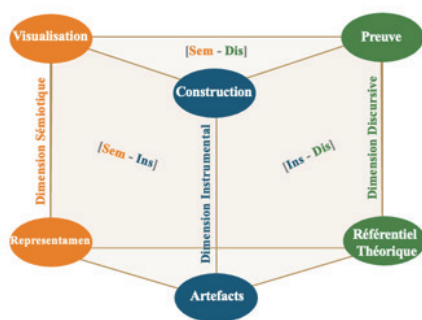 Visualisation
Preuve
[Sem - Dis]
Construction
Dimension Sémiotique
[Sem - Ins]
Dimension Instrumental
[Ins - Dis]
Dimension Discursive
Representamen
Référentiel
Théorique
Artefacts